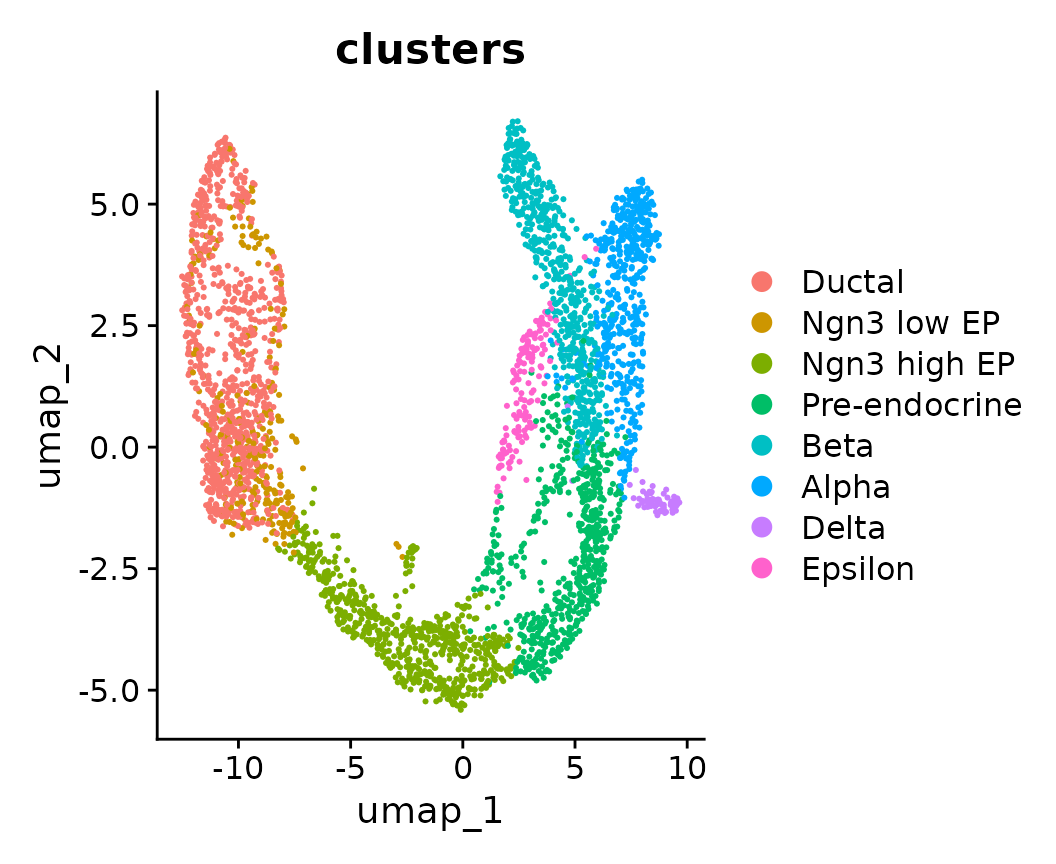 clusters
umap_2
5.0
2.5
0.0
-2.5
-5.0
-10
-5
0
5
10
umap_1
Ductal
Ngn3 low EP
Ngn3 high EP
Pre-endocrine
Beta
Alpha
Delta
Epsilon